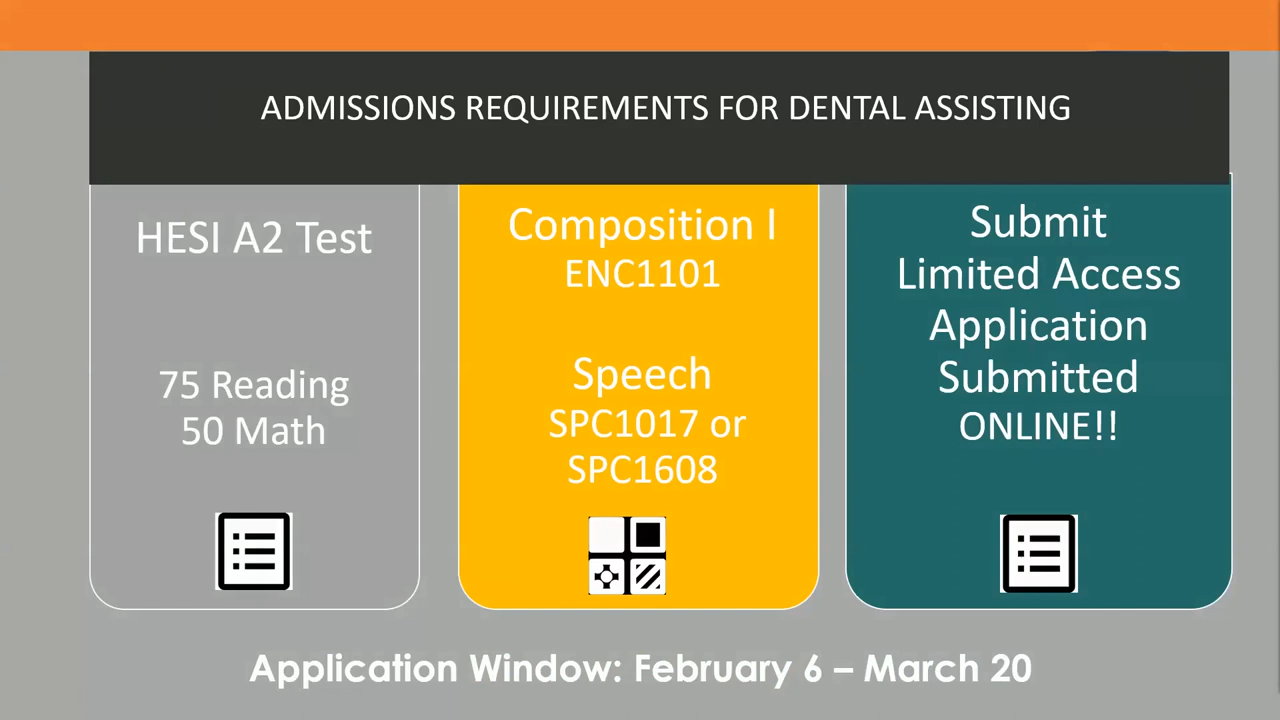 ADMISSIONS REQUIREMENTS FOR DENTAL ASSISTING
HESI A2 Test
75 Reading
50 Math
Composition I
ENC1101
Speech
SPC1017 or
SPC1608
Submit
Limited Access
Application
Submitted
ONLINE!!
Application Window: February 6 – March 20